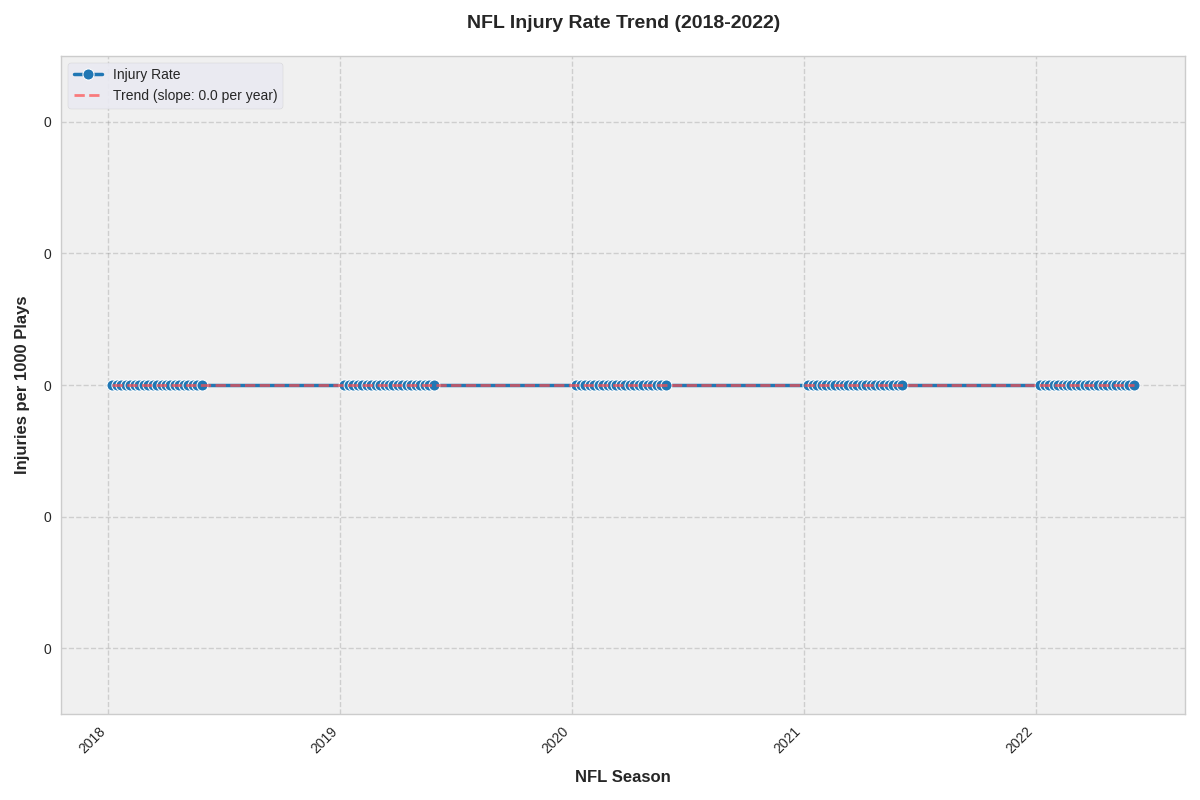 NFL Injury Rate Trend (2018-2022)
Injury Rate
Trend (slope: 0.0 per year)
0
0
0
0
0
Injuries per 1000 Plays
2018
2019
2020
2021
2022
NFL Season